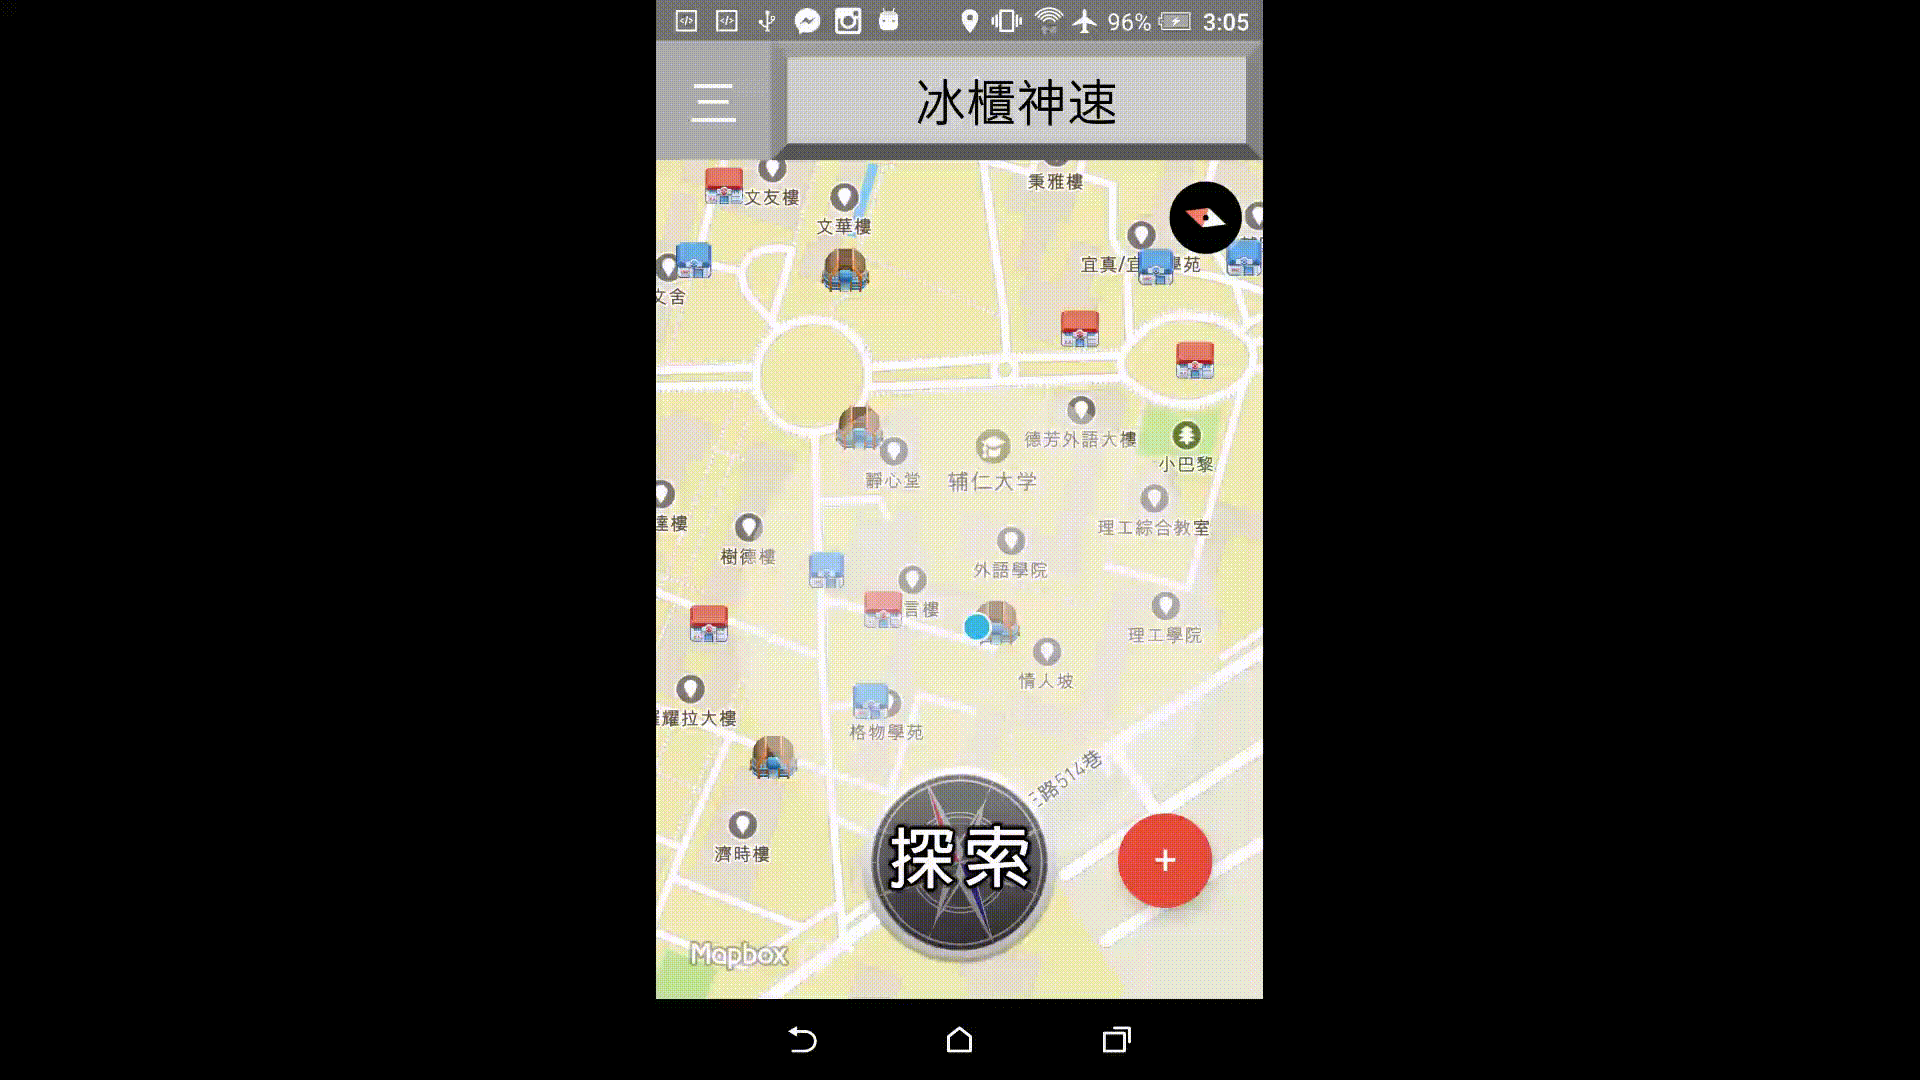 96% 3:05
冰櫃神速
秉雅樓
文友樓
文華樓
宜真/宜
學苑
文舍
德芳外語大樓
小巴黎
靜心堂
辅仁大学
達樓
理工綜合教室
樹德樓
外語學院
言樓
理工學院
情人坡
耀拉大樓
格物學苑
路514巷
濟時樓
探索
+
Mapbox